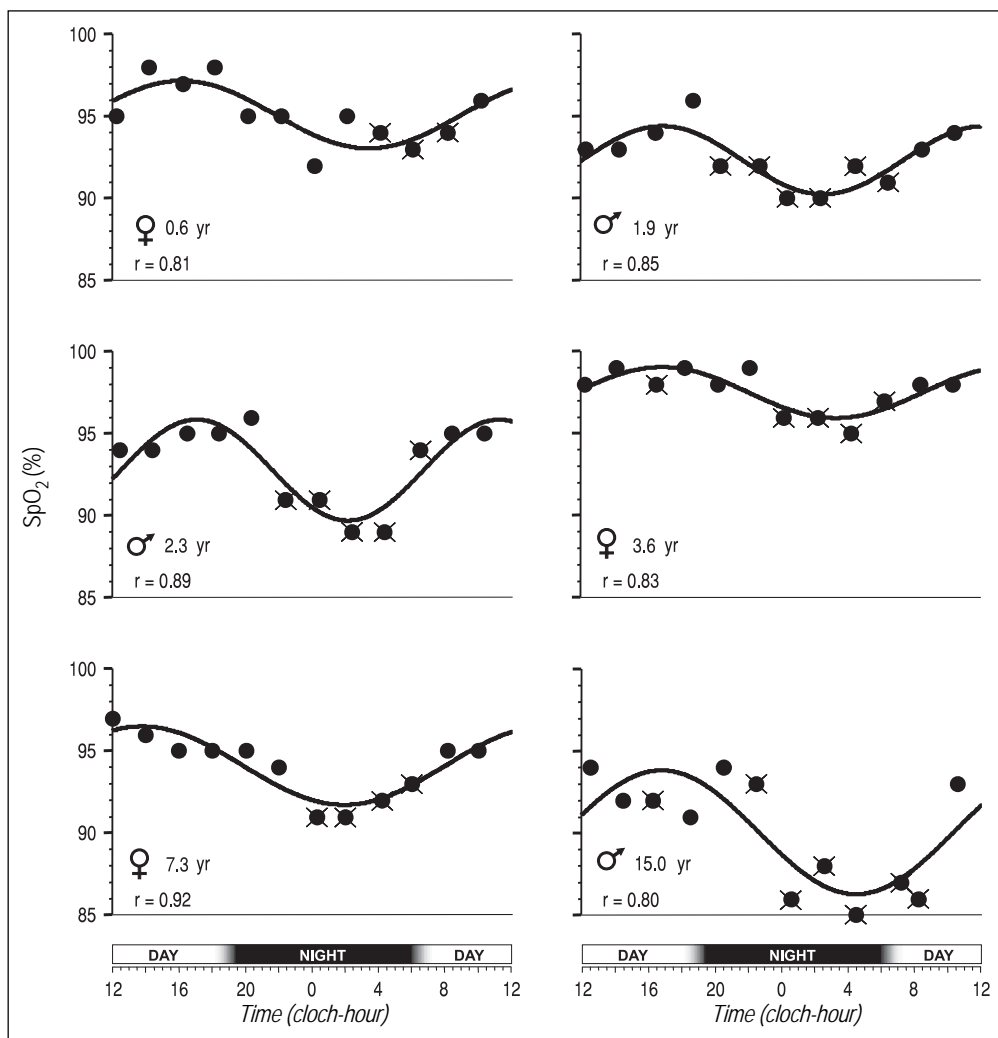 100
95
90
85
♀ 0.6 yr
r = 0.81
♂ 1.9 yr
r = 0.85
SpO2 (%)
100
95
90
85
♂ 2.3 yr
r = 0.89
♀ 3.6 yr
r = 0.83
100
95
90
85
♀ 7.3 yr
r = 0.92
♂ 15.0 yr
r = 0.80
DAY NIGHT DAY
12 16 20 0 4 8 12
Time (cloch-hour)
DAY NIGHT DAY
12 16 20 0 4 8 12
Time (cloch-hour)